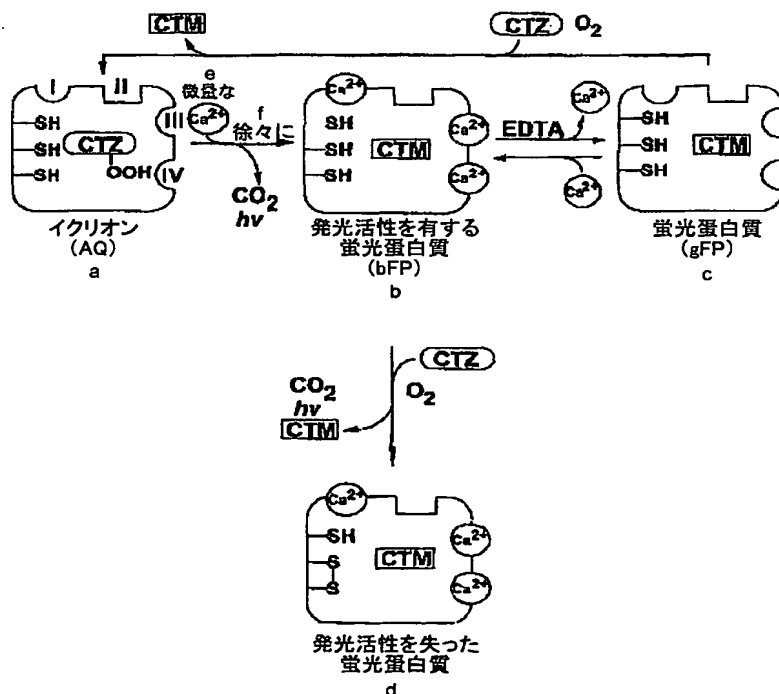 CTM
CTZ O₂
I II III IV
SH
SH CTZ
OOH
SH
イクリオン
(AQ)
a
e
微量な
Ca²⁺
f
徐々に
CO₂
hν
Ca²⁺
SH
SH CTM
SH
Ca²⁺
Ca²⁺
発光活性を有する
蛍光蛋白質
(bFP)
b
EDTA
Ca²⁺
Ca²⁺
SH
SH CTM
SH
蛍光蛋白質
(gFP)
c
CTZ
CO₂ O₂
hν
CTM
Ca²⁺
SH
S CTM
S
Ca²⁺
Ca²⁺
発光活性を失った
蛍光蛋白質
d